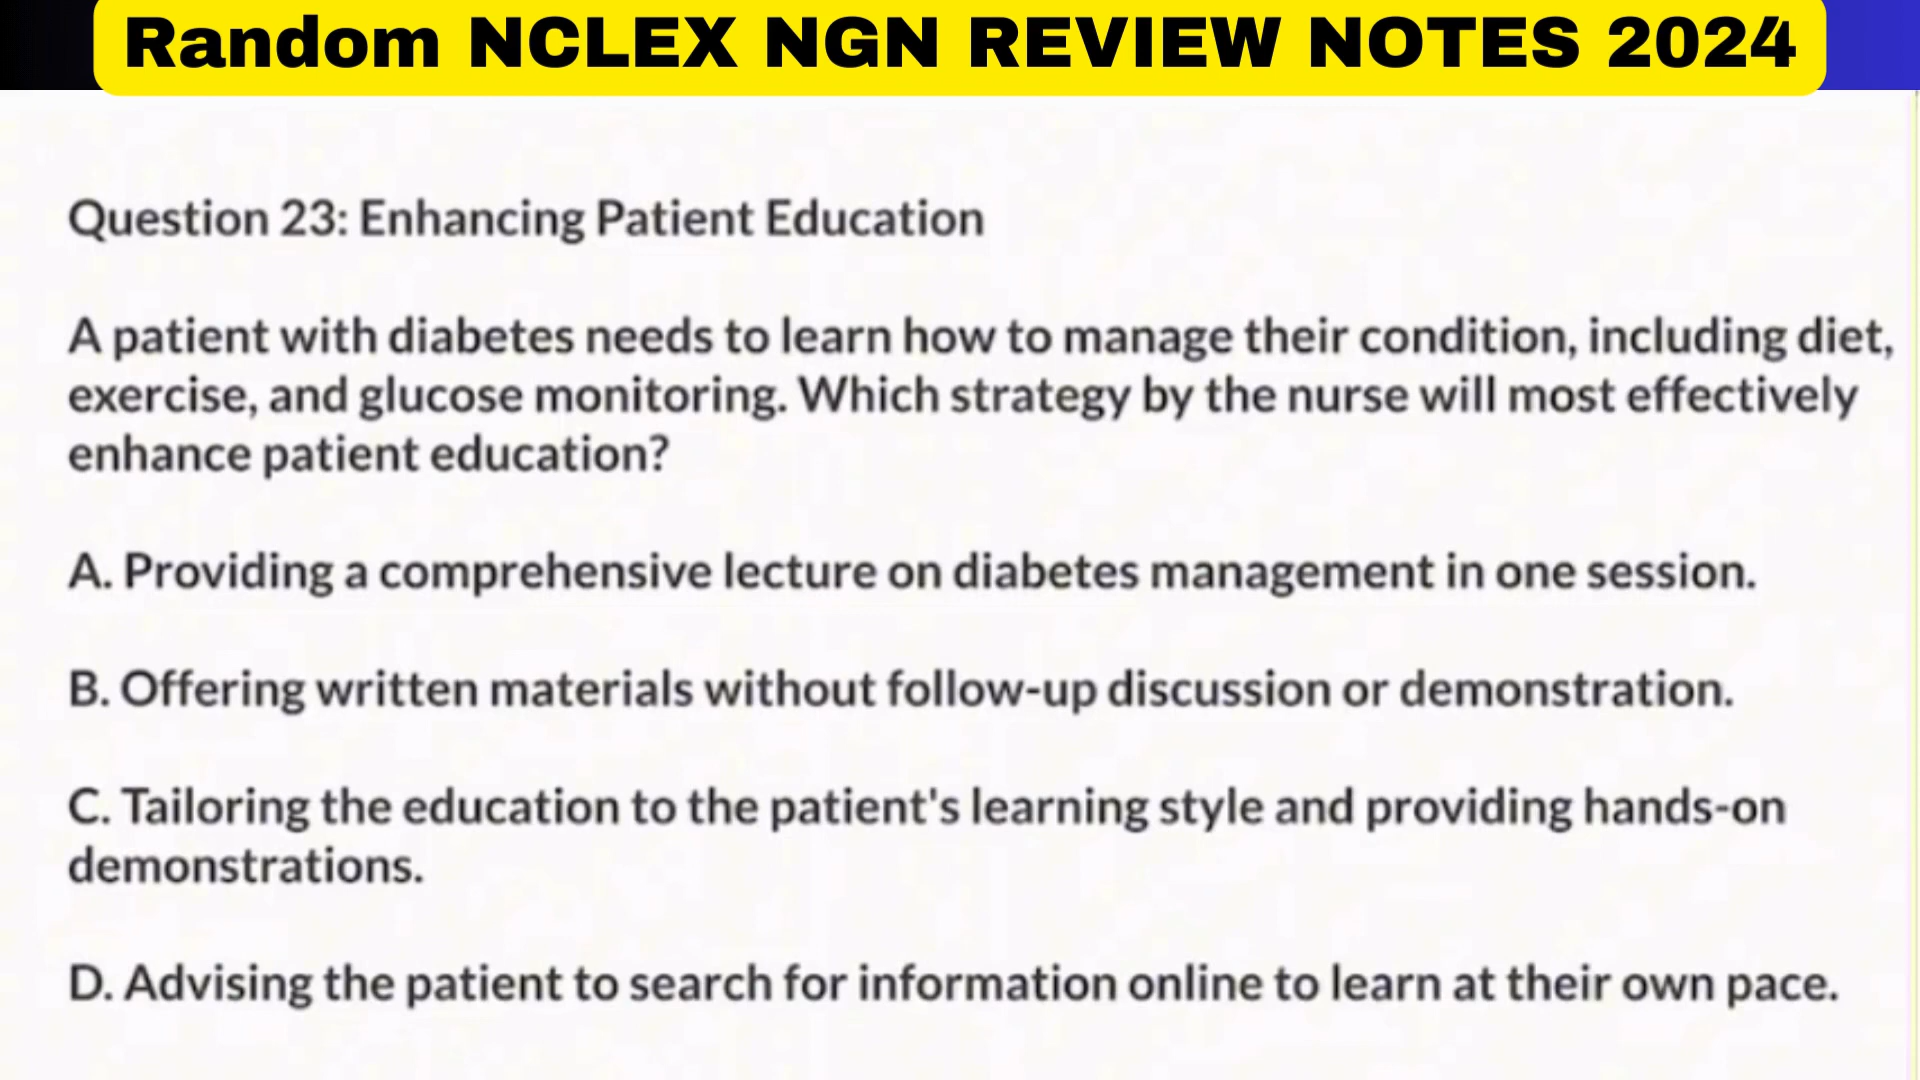 Random NCLEX NGN REVIEW NOTES 2024
Question 23: Enhancing Patient Education
A patient with diabetes needs to learn how to manage their condition, including diet,
exercise, and glucose monitoring. Which strategy by the nurse will most effectively
enhance patient education?
A. Providing a comprehensive lecture on diabetes management in one session.
B. Offering written materials without follow-up discussion or demonstration.
C. Tailoring the education to the patient's learning style and providing hands-on
demonstrations.
D. Advising the patient to search for information online to learn at their own pace.